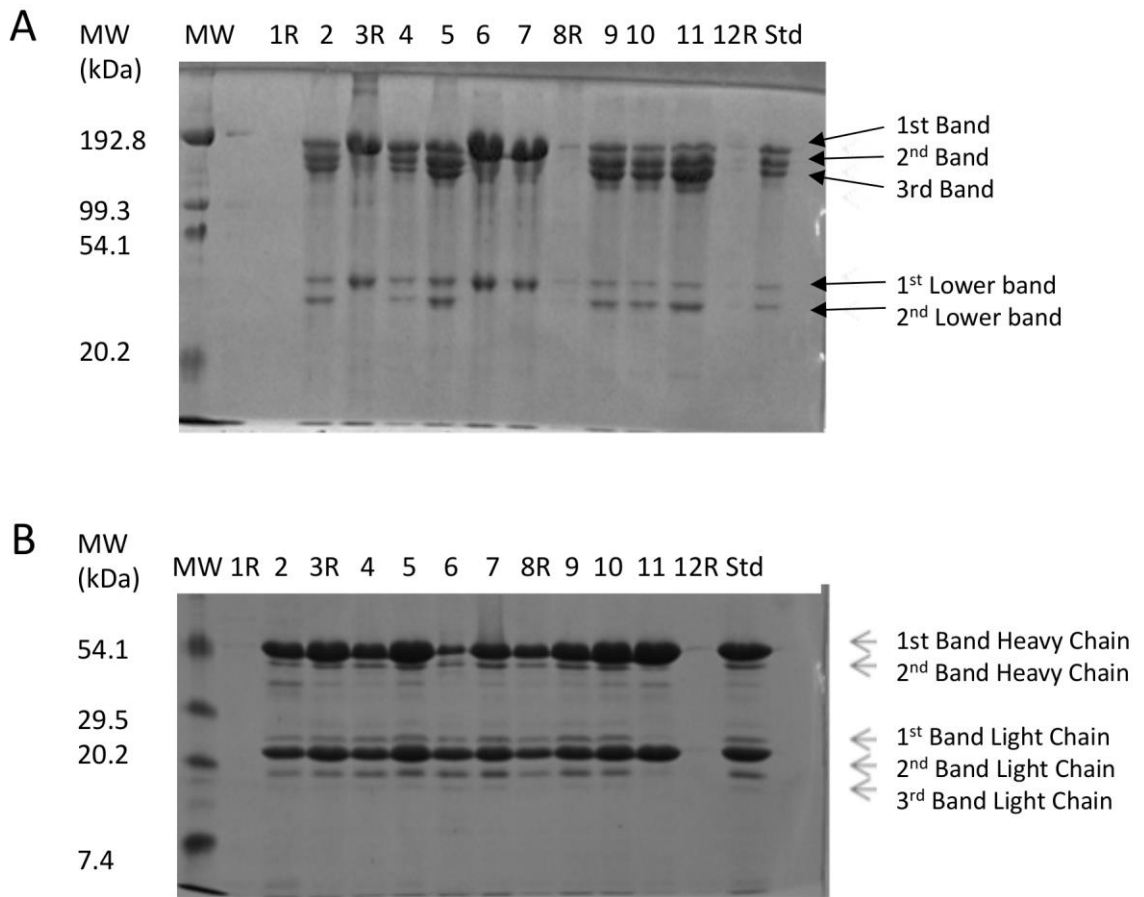 A
MW (kDa)
MW 1R 2 3R 4 5 6 7 8R 9 10 11 12R Std
192.8
99.3
54.1
20.2
1st Band
2nd Band
3rd Band
1st Lower band
2nd Lower band
B
MW (kDa)
MW 1R 2 3R 4 5 6 7 8R 9 10 11 12R Std
54.1
29.5
20.2
7.4
1st Band Heavy Chain
2nd Band Heavy Chain
1st Band Light Chain
2nd Band Light Chain
3rd Band Light Chain